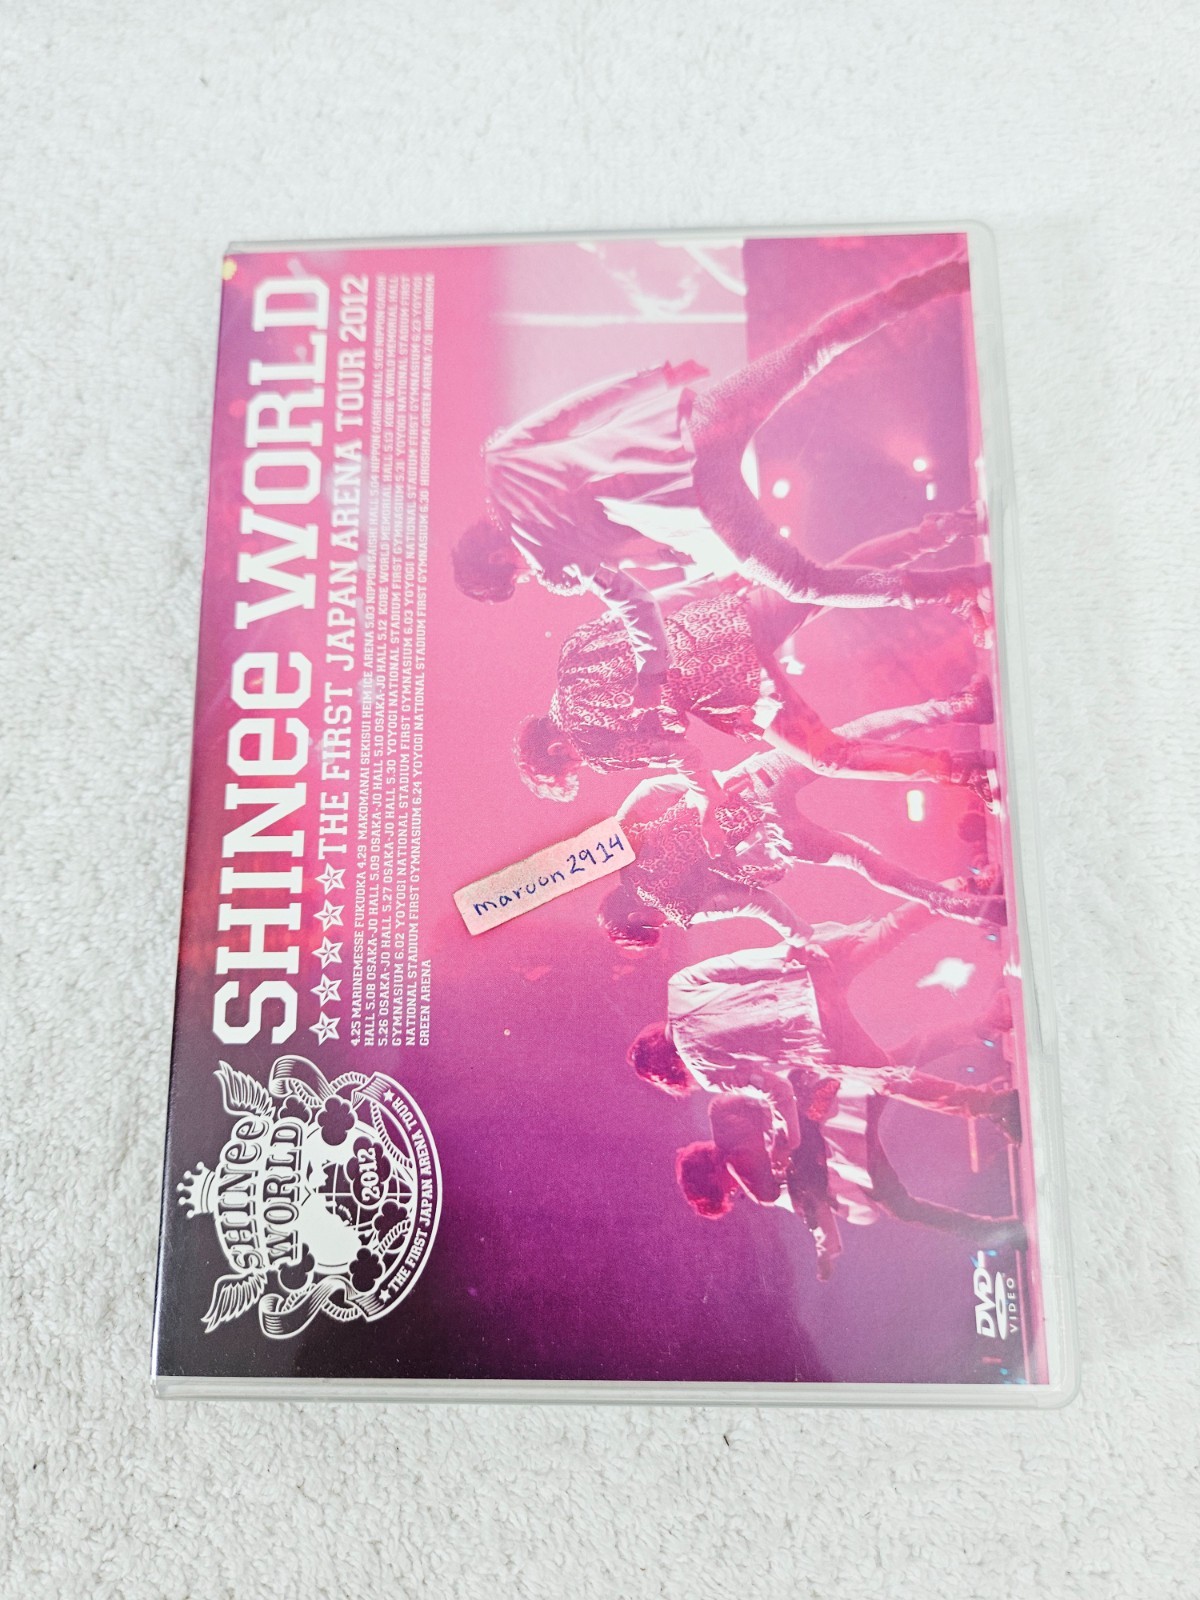 SHINee WORLD
☆☆☆☆☆THE FIRST JAPAN ARENA TOUR 2012
4.25 MARINEMESSE FUKUOKA 4.29 MAKOMANAI SEKISUI HEIM ICE ARENA 5.03 NIPPON GAISHI HALL 5.04 NIPPON GAISHI HALL 5.05 NIPPON GAISHI
HALL 5.08 OSAKA-JO HALL 5.09 OSAKA-JO HALL 5.10 OSAKA-JO HALL 5.12 KOBE WORLD MEMORIAL HALL 5.13 KOBE WORLD MEMORIAL HALL
5.26 OSAKA-JO HALL 5.27 OSAKA-JO HALL 5.30 YOYOGI NATIONAL STADIUM FIRST GYMNASIUM 5.31 YOYOGI NATIONAL STADIUM FIRST
GYMNASIUM 6.02 YOYOGI NATIONAL STADIUM FIRST GYMNASIUM 6.03 YOYOGI NATIONAL STADIUM FIRST GYMNASIUM 6.23 YOYOGI
NATIONAL STADIUM FIRST GYMNASIUM 6.24 YOYOGI NATIONAL STADIUM FIRST GYMNASIUM 6.30 HIROSHIMA GREEN ARENA 7.01 HIROSHIMA
GREEN ARENA
SHINee
WORLD
2012
★THE FIRST JAPAN ARENA TOUR★
maroon2914
DVD
VIDEO